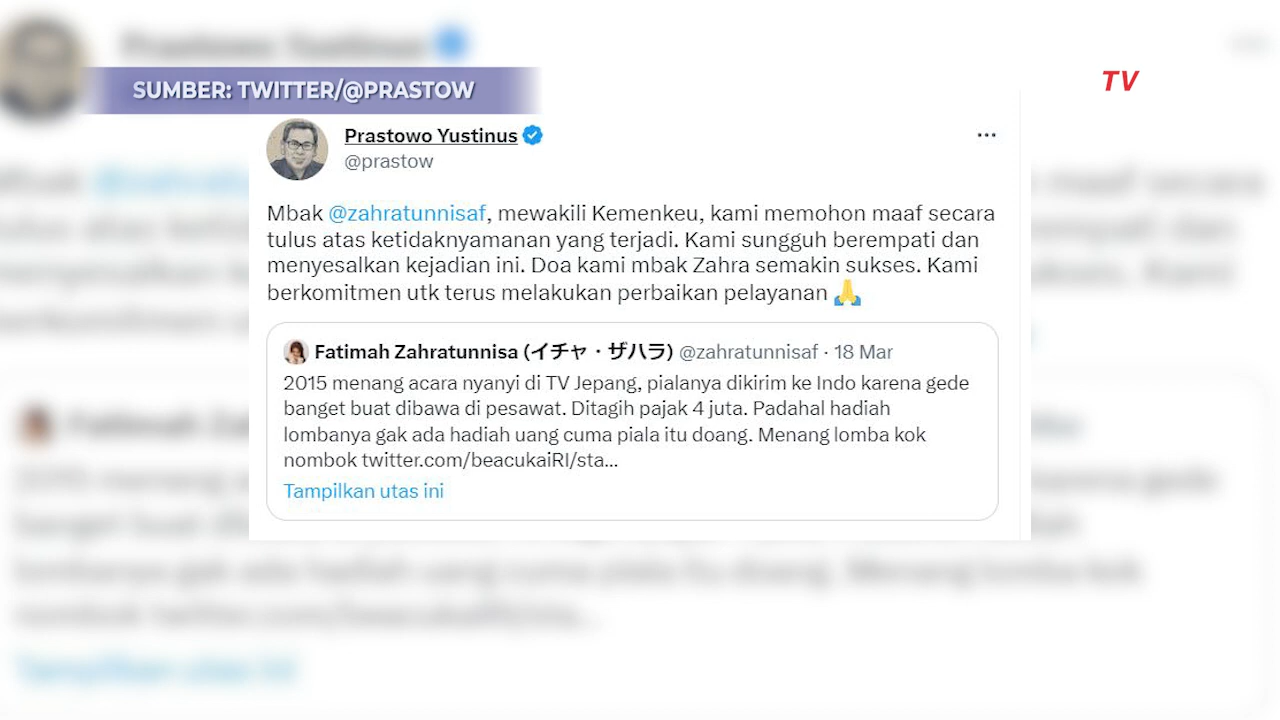 SUMBER: TWITTER/@PRASTOW
TV
Prastowo Yustinus
@prastow
Mbak @zahratunnisaf, mewakili Kemenkeu, kami memohon maaf secara
tulus atas ketidaknyamanan yang terjadi. Kami sungguh berempati dan
menyesalkan kejadian ini. Doa kami mbak Zahra semakin sukses. Kami
berkomitmen utk terus melakukan perbaikan pelayanan 🙏
Fatimah Zahratunnisa (イチャ・ザハラ) @zahratunnisaf · 18 Mar
2015 menang acara nyanyi di TV Jepang, pialanya dikirim ke Indo karena gede
banget buat dibawa di pesawat. Ditagih pajak 4 juta. Padahal hadiah
lombanya gak ada hadiah uang cuma piala itu doang. Menang lomba kok
nombok twitter.com/beacukaiRI/sta...
Tampilkan utas ini